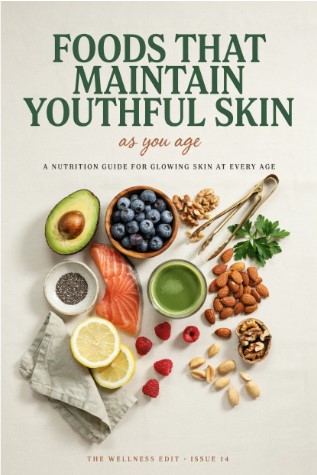 FOODS THAT
MAINTAIN
YOUTHFUL SKIN
as you age
A NUTRITION GUIDE FOR GLOWING SKIN AT EVERY AGE
THE WELLNESS EDIT · ISSUE 14